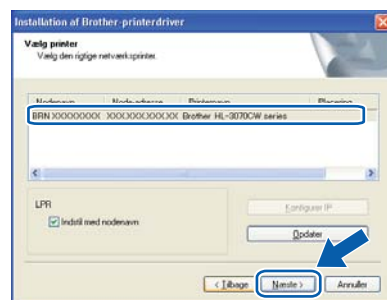 Installation af Brother-printerdriver
Vælg printer
Vælg den rigtige netværksprinter.
Nodenavn Node-adresse Printernavn Placering
BRN XXXXXXXXX XXX.XXX.XXX.XX Brother HL-3070CW series
LPR
Indstil med nodenavn
Konfigurer IP
Opdater
< Tilbage Næste > Annuller